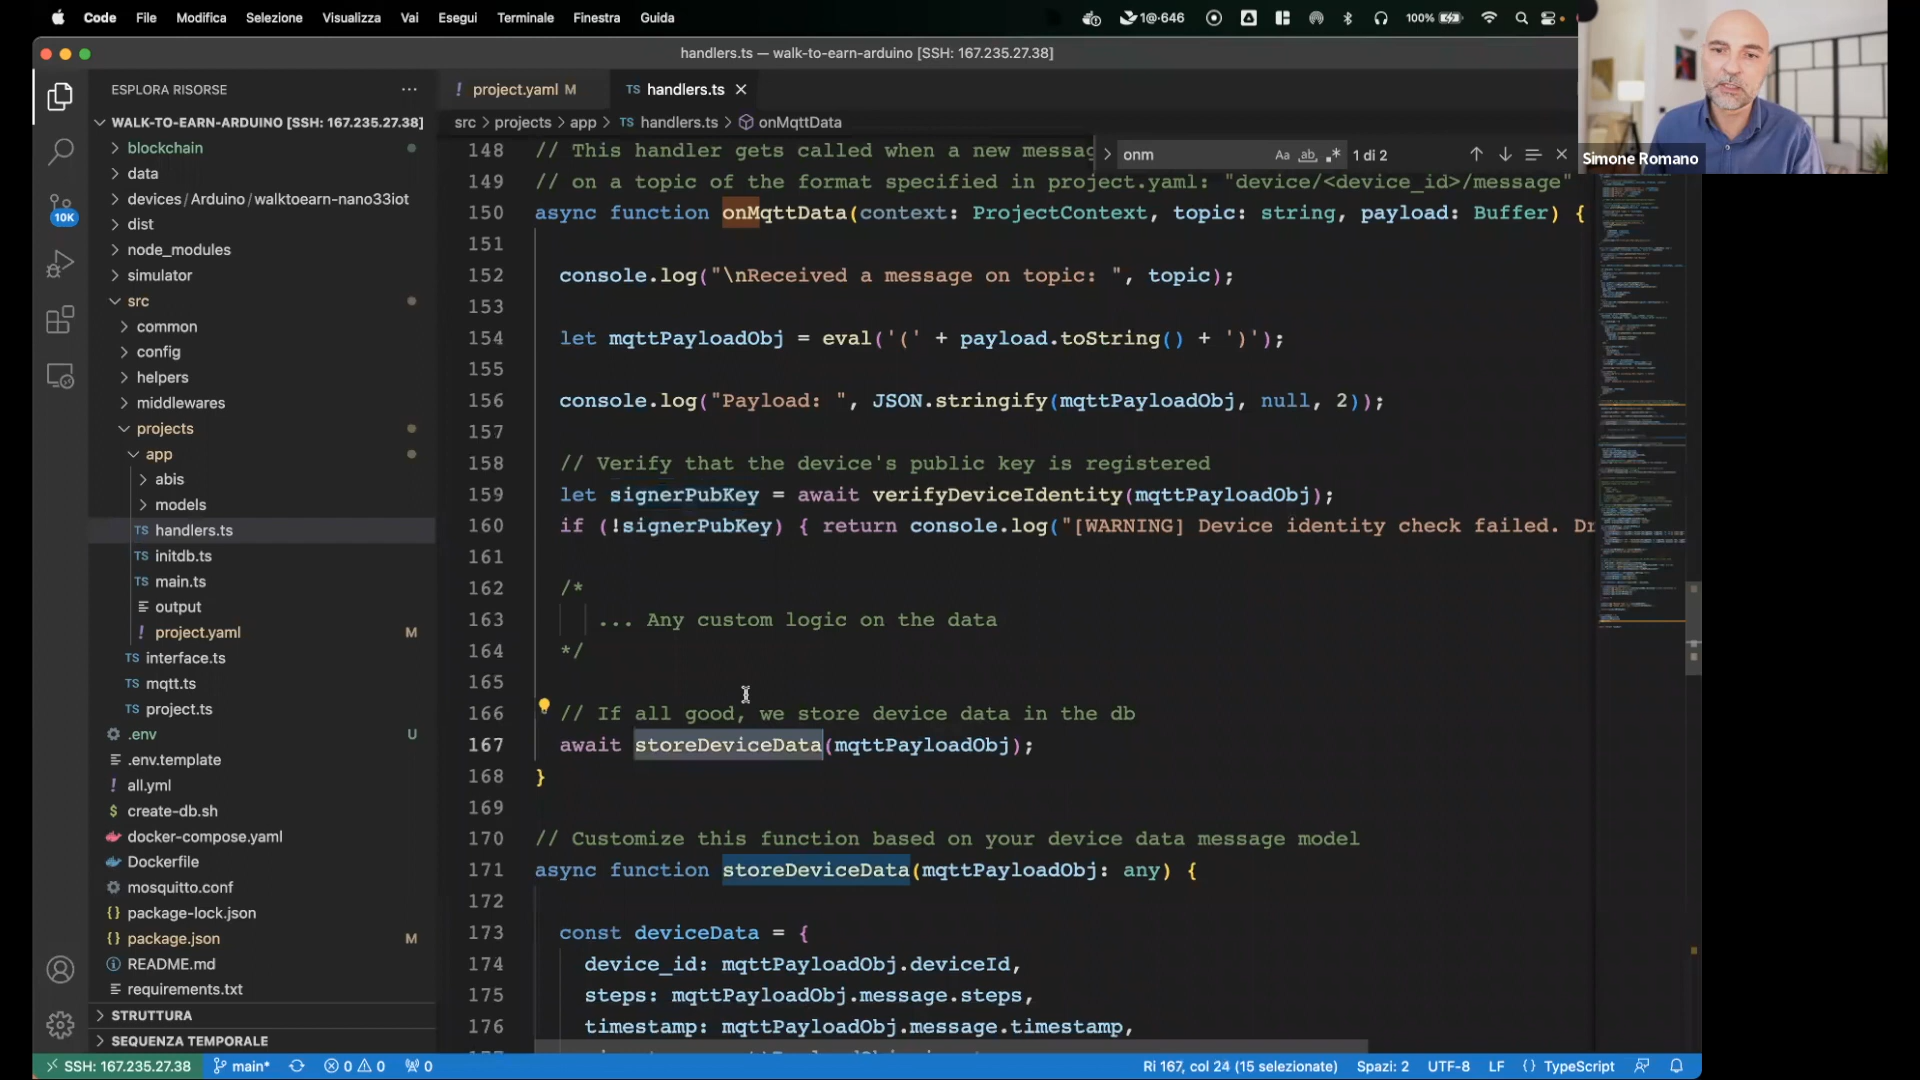 Code File Modifica Selezione Visualizza Vai Esegui Terminale Finestra Guida 1@·646 100%
handlers.ts — walk-to-earn-arduino [SSH: 167.235.27.38]
ESPLORA RISORSE ···
! project.yaml M TS handlers.ts ×
src > projects > app > TS handlers.ts > onMqttData
onm Aa ab .* 1 di 2
Simone Romano
WALK-TO-EARN-ARDUINO [SSH: 167.235.27.38]
blockchain
data
devices/Arduino/walktoearn-nano33iot
10K
dist
node_modules
simulator
src
common
config
helpers
middlewares
projects
app
abis
models
TS handlers.ts
TS initdb.ts
TS main.ts
output
! project.yaml M
TS interface.ts
TS mqtt.ts
TS project.ts
.env U
.env.template
! all.yml
$ create-db.sh
docker-compose.yaml
Dockerfile
mosquitto.conf
{} package-lock.json
{} package.json M
README.md
requirements.txt
STRUTTURA
SEQUENZA TEMPORALE
148 // This handler gets called when a new messag
149 // on a topic of the format specified in project.yaml: "device/<device_id>/message"
150 async function onMqttData(context: ProjectContext, topic: string, payload: Buffer) {
151
152 console.log("\nReceived a message on topic: ", topic);
153
154 let mqttPayloadObj = eval('(' + payload.toString() + ')');
155
156 console.log("Payload: ", JSON.stringify(mqttPayloadObj, null, 2));
157
158 // Verify that the device's public key is registered
159 let signerPubKey = await verifyDeviceIdentity(mqttPayloadObj);
160 if (!signerPubKey) { return console.log("[WARNING] Device identity check failed. Dr
161
162 /*
163 ... Any custom logic on the data
164 */
165
166 // If all good, we store device data in the db
167 await storeDeviceData(mqttPayloadObj);
168 }
169
170 // Customize this function based on your device data message model
171 async function storeDeviceData(mqttPayloadObj: any) {
172
173 const deviceData = {
174 device_id: mqttPayloadObj.deviceId,
175 steps: mqttPayloadObj.message.steps,
176 timestamp: mqttPayloadObj.message.timestamp,
SSH: 167.235.27.38 main* 0 0 0 Ri 167, col 24 (15 selezionate) Spazi: 2 UTF-8 LF {} TypeScript